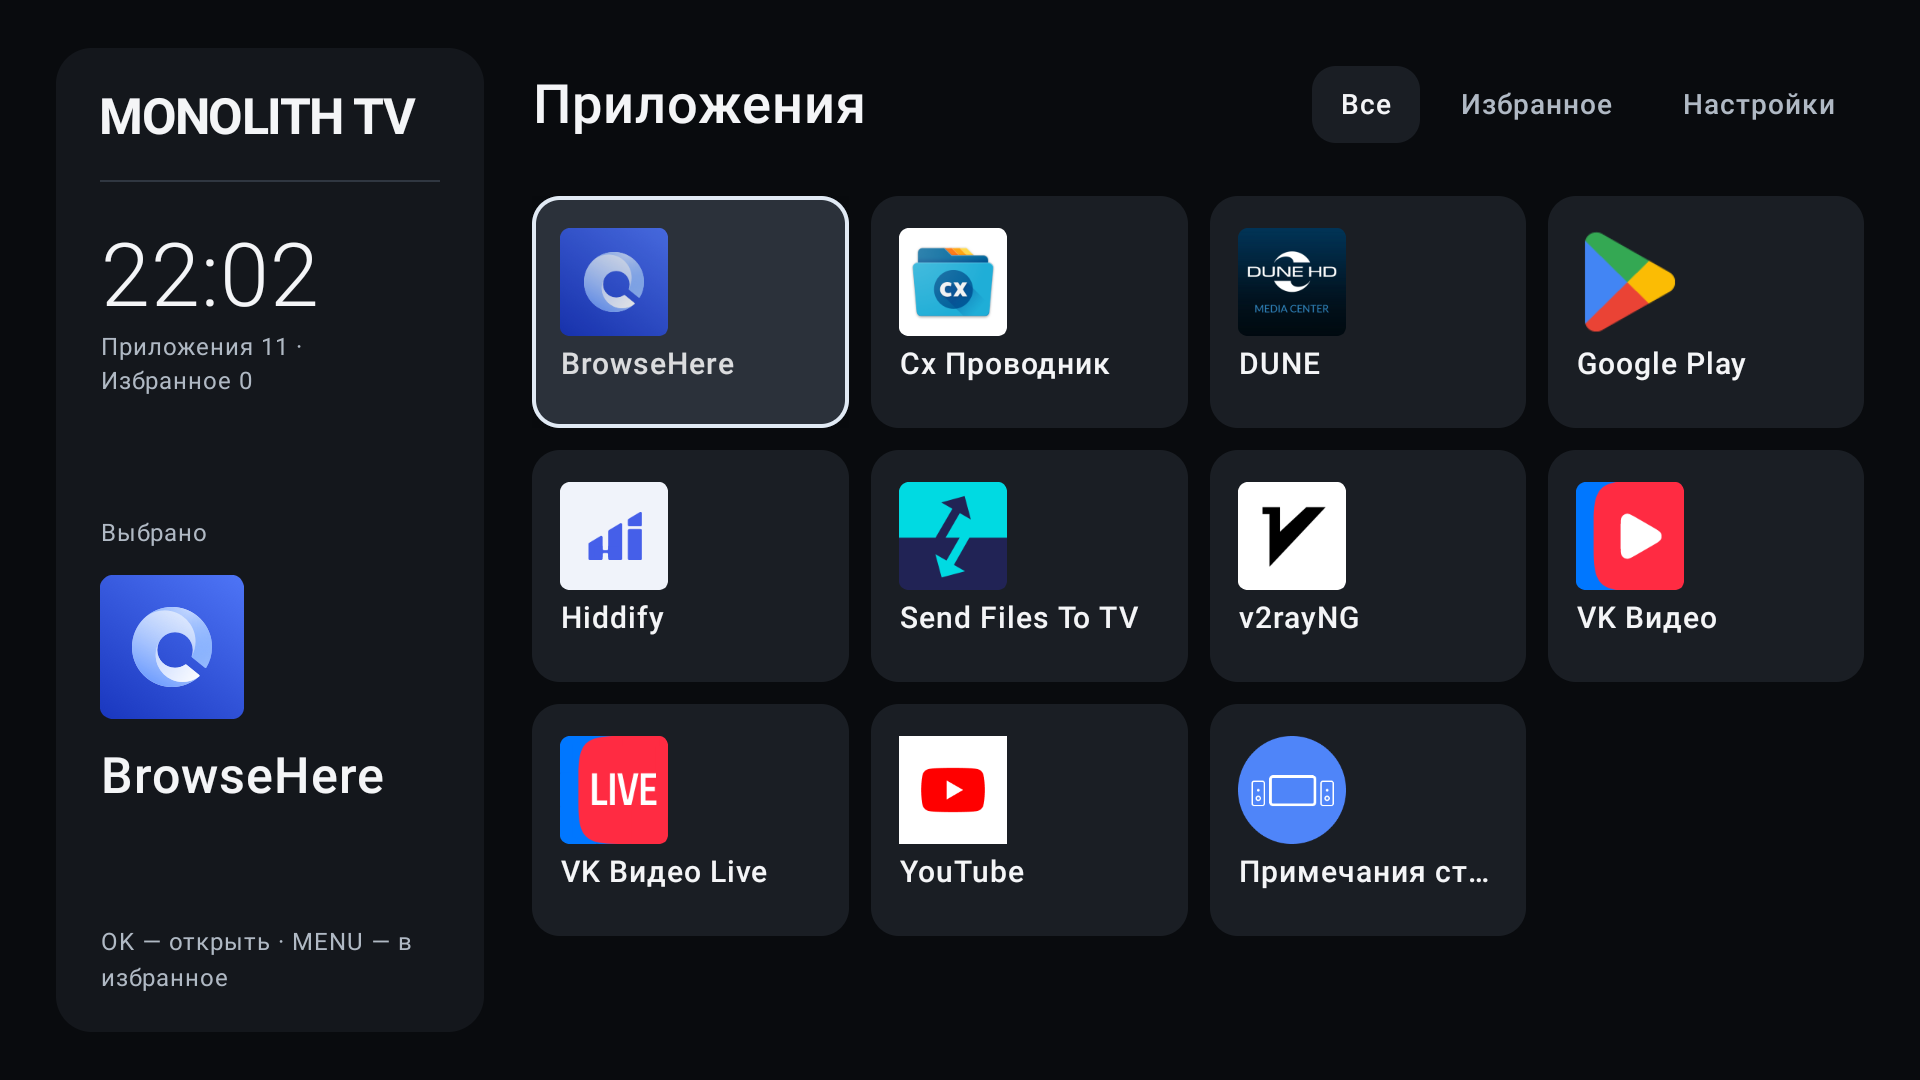 MONOLITH TV
22:02
Приложения 11 ·
Избранное 0
Выбрано
BrowseHere
OK — открыть · MENU — в
избранное
Приложения
Все
Избранное
Настройки
BrowseHere
CX
Cx Проводник
DUNE HD
MEDIA CENTER
DUNE
Google Play
Hiddify
Send Files To TV
v2rayNG
VK Видео
LIVE
VK Видео Live
YouTube
Примечания ст...